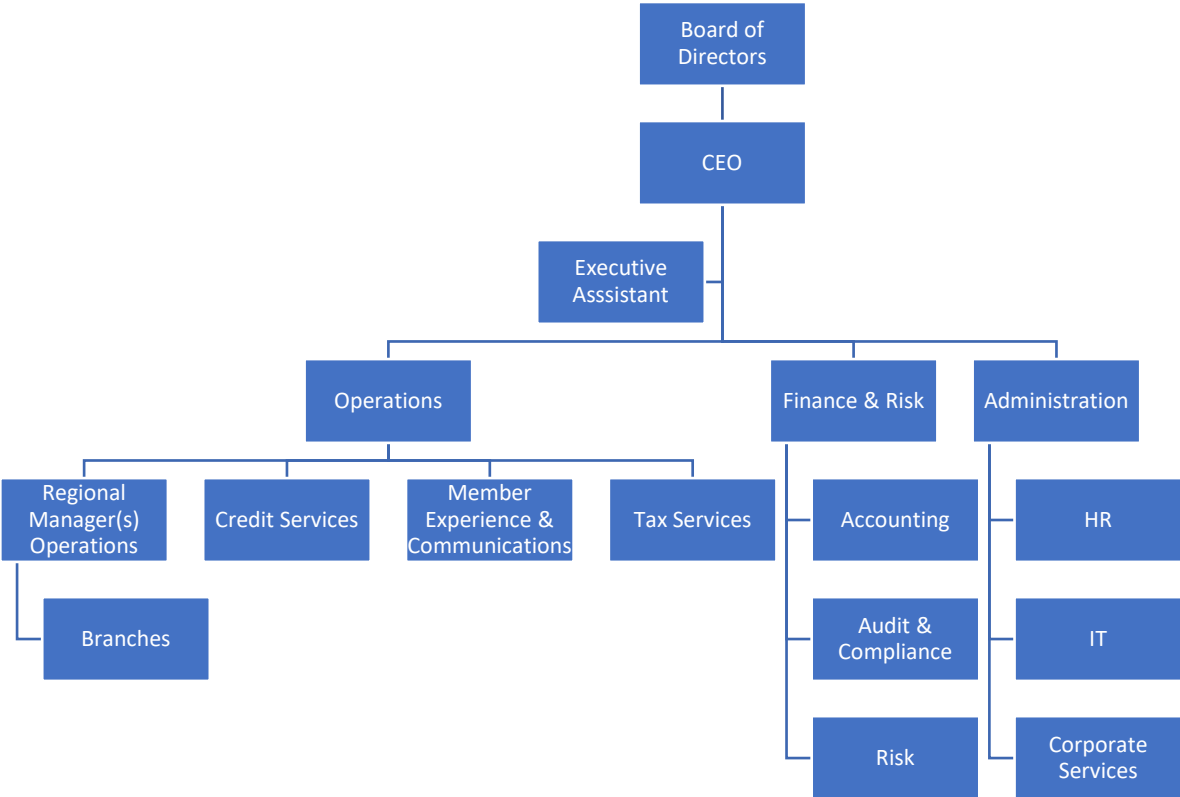 Board of
Directors
CEO
Executive
Asssistant
Operations
Finance & Risk
Administration
Regional
Manager(s)
Operations
Credit Services
Member
Experience &
Communications
Tax Services
Accounting
HR
Branches
Audit &
Compliance
IT
Risk
Corporate
Services